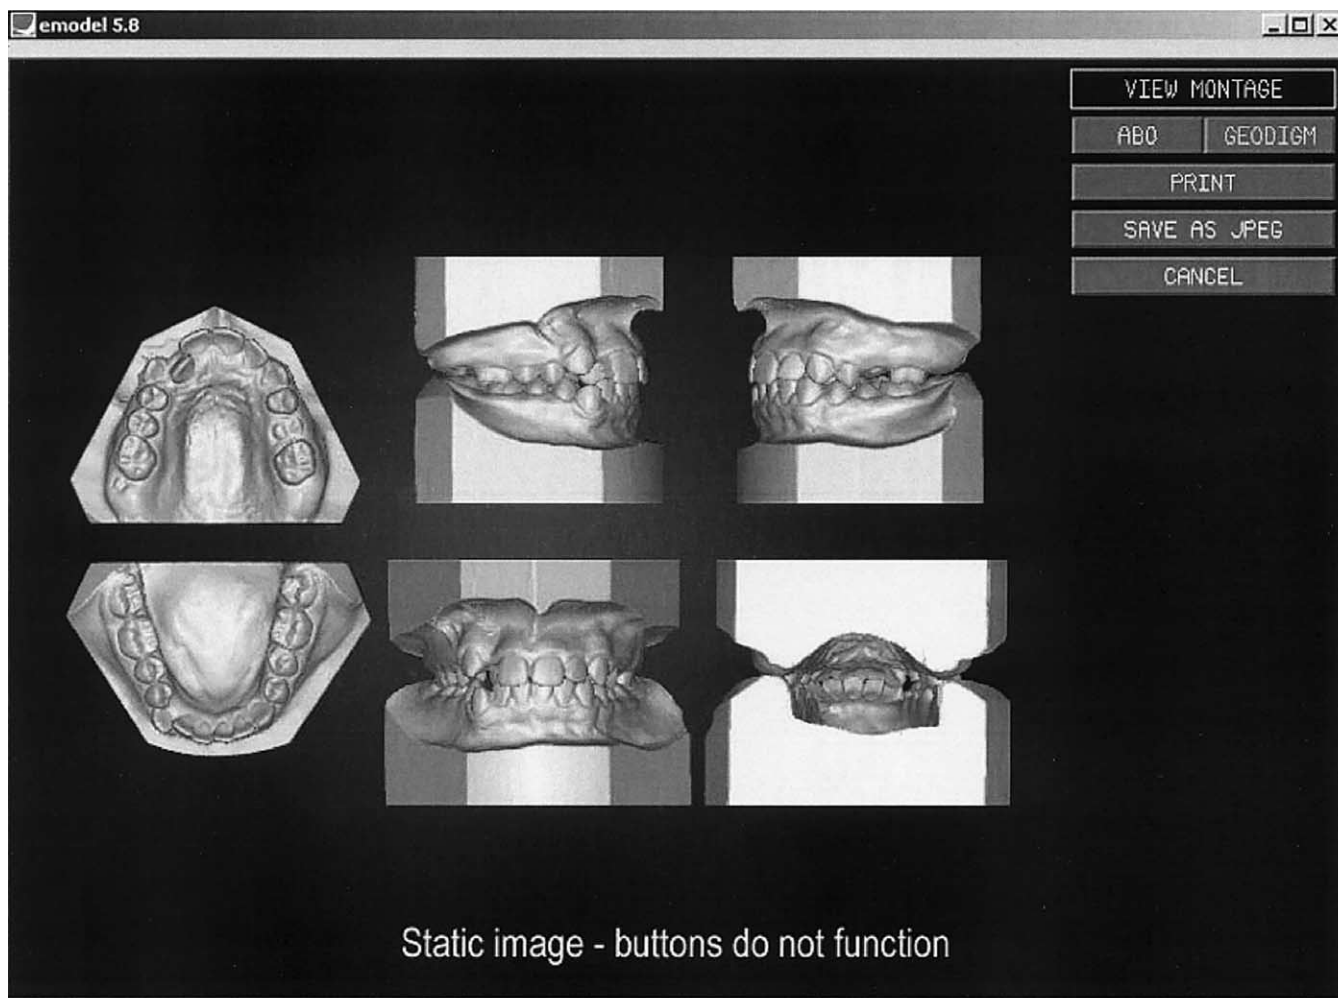 emodel 5.8
VIEW MONTAGE
ABO GEODIGM
PRINT
SAVE AS JPEG
CANCEL
Static image - buttons do not function